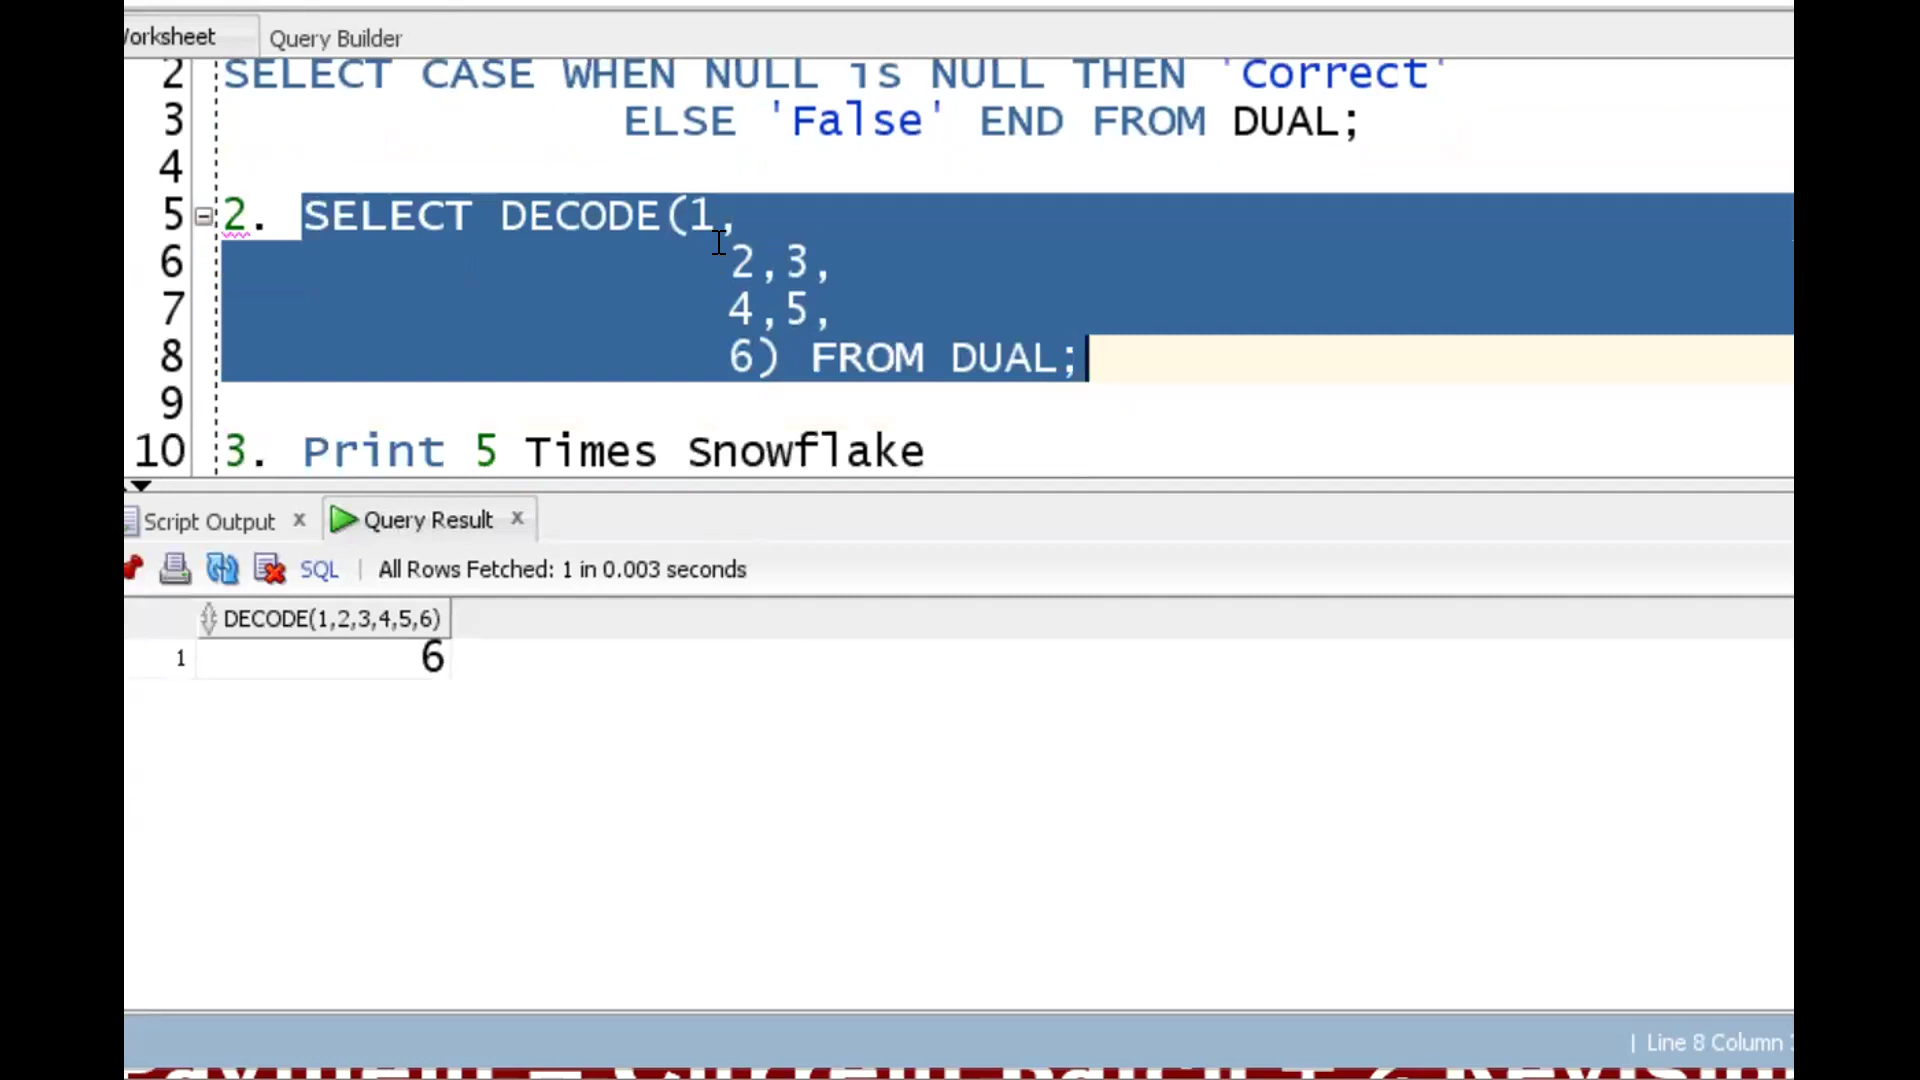 Worksheet
Query Builder
2 SELECT CASE WHEN NULL is NULL THEN 'Correct'
3 ELSE 'False' END FROM DUAL;
4
5 2. SELECT DECODE(1,
6 2,3,
7 4,5,
8 6) FROM DUAL;
9
10 3. Print 5 Times Snowflake
Script Output x Query Result x
SQL | All Rows Fetched: 1 in 0.003 seconds
DECODE(1,2,3,4,5,6)
1 6
| Line 8 Column